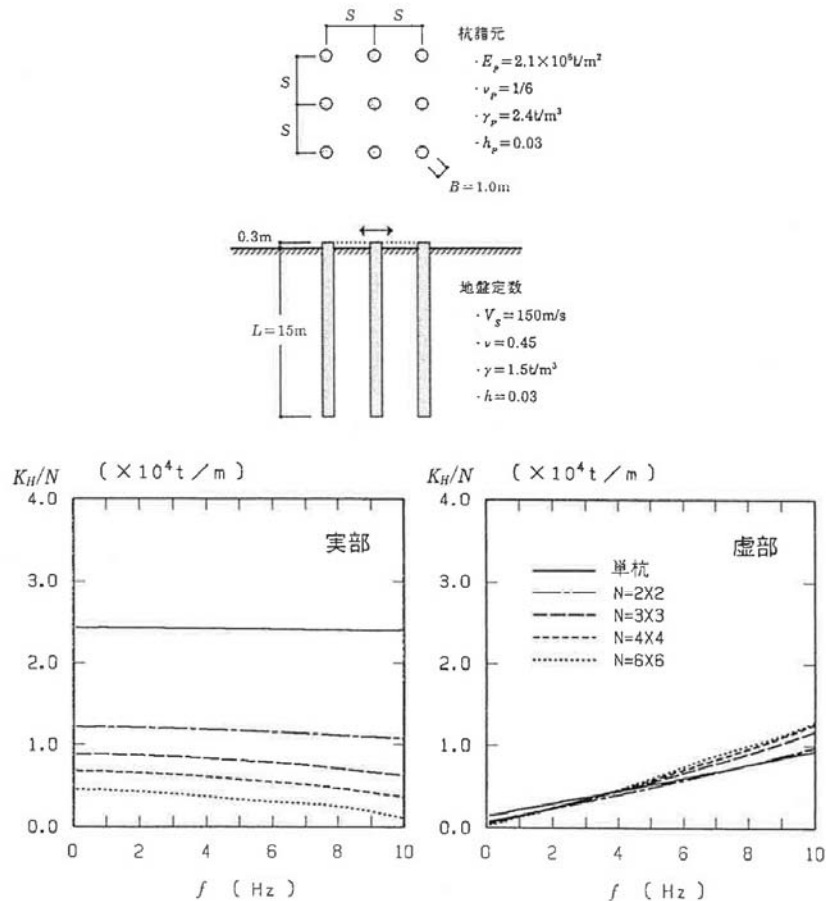 S S
S
S
B=1.0m
杭諸元
・E_P=2.1×10⁶t/m²
・ν_P=1/6
・γ_P=2.4t/m³
・h_P=0.03
0.3m
L=15m
地盤定数
・V_S=150m/s
・ν=0.45
・γ=1.5t/m³
・h=0.03
K_H/N (×10⁴t/m)
実部
4.0
3.0
2.0
1.0
0.0
0 2 4 6 8 10
f (Hz)
K_H/N (×10⁴t/m)
虚部
4.0
3.0
2.0
1.0
0.0
単杭
N=2X2
N=3X3
N=4X4
N=6X6
0 2 4 6 8 10
f (Hz)